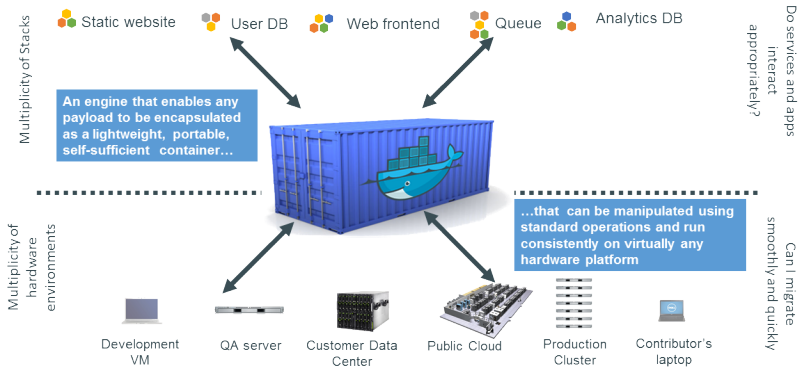 Static website
User DB
Web frontend
Queue
Analytics DB
Multiplicity of Stacks
Do services and apps
interact
appropriately?
An engine that enables any
payload to be encapsulated
as a lightweight, portable,
self-sufficient container…
…that can be manipulated using
standard operations and run
consistently on virtually any
hardware platform
Multiplicity of
hardware
environments
Can I migrate
smoothly and quickly
Development
VM
QA server
Customer Data
Center
Public Cloud
Production
Cluster
Contributor's
laptop